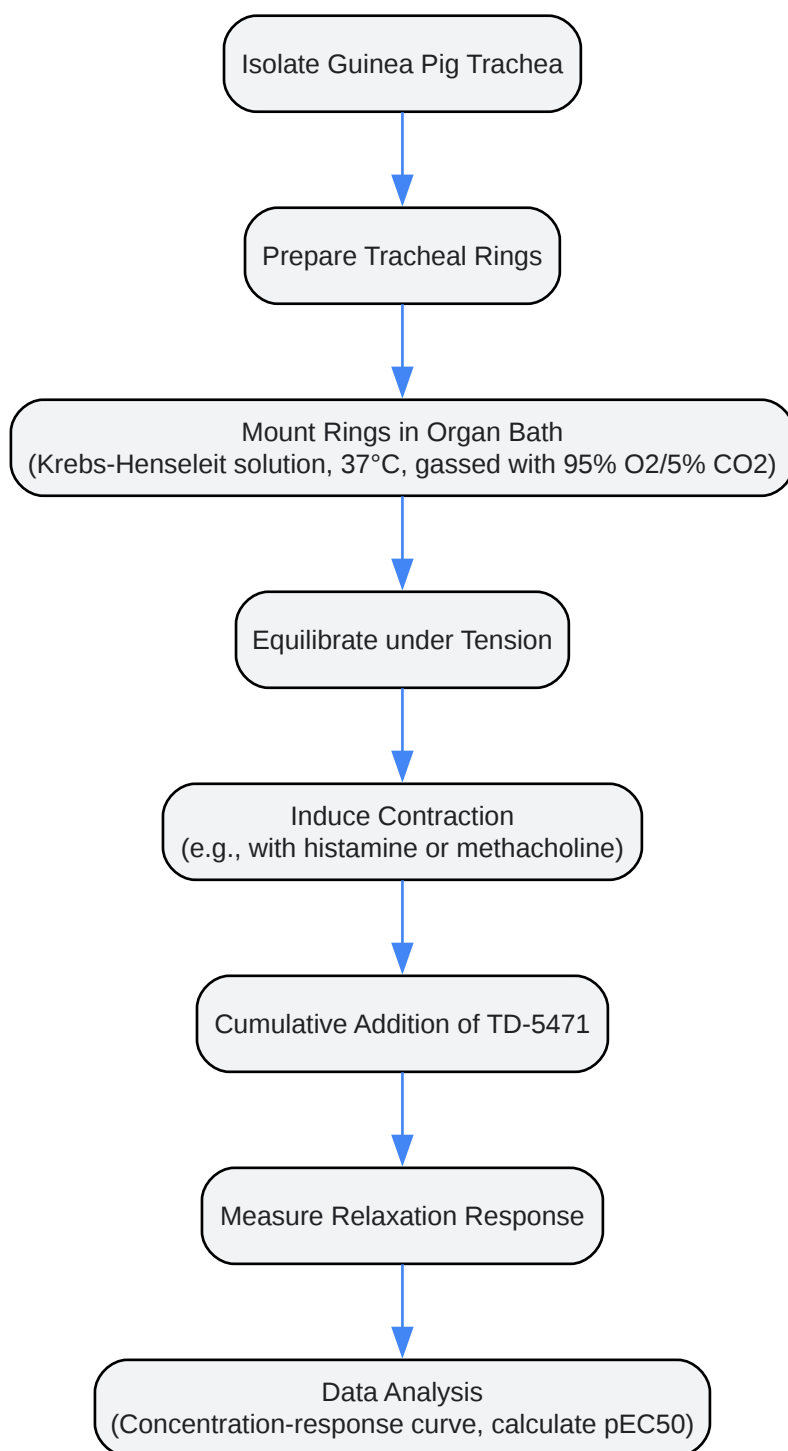 Isolate Guinea Pig Trachea
Prepare Tracheal Rings
Mount Rings in Organ Bath
(Krebs-Henseleit solution, 37°C, gassed with 95% O2/5% CO2)
Equilibrate under Tension
Induce Contraction
(e.g., with histamine or methacholine)
Cumulative Addition of TD-5471
Measure Relaxation Response
Data Analysis
(Concentration-response curve, calculate pEC50)